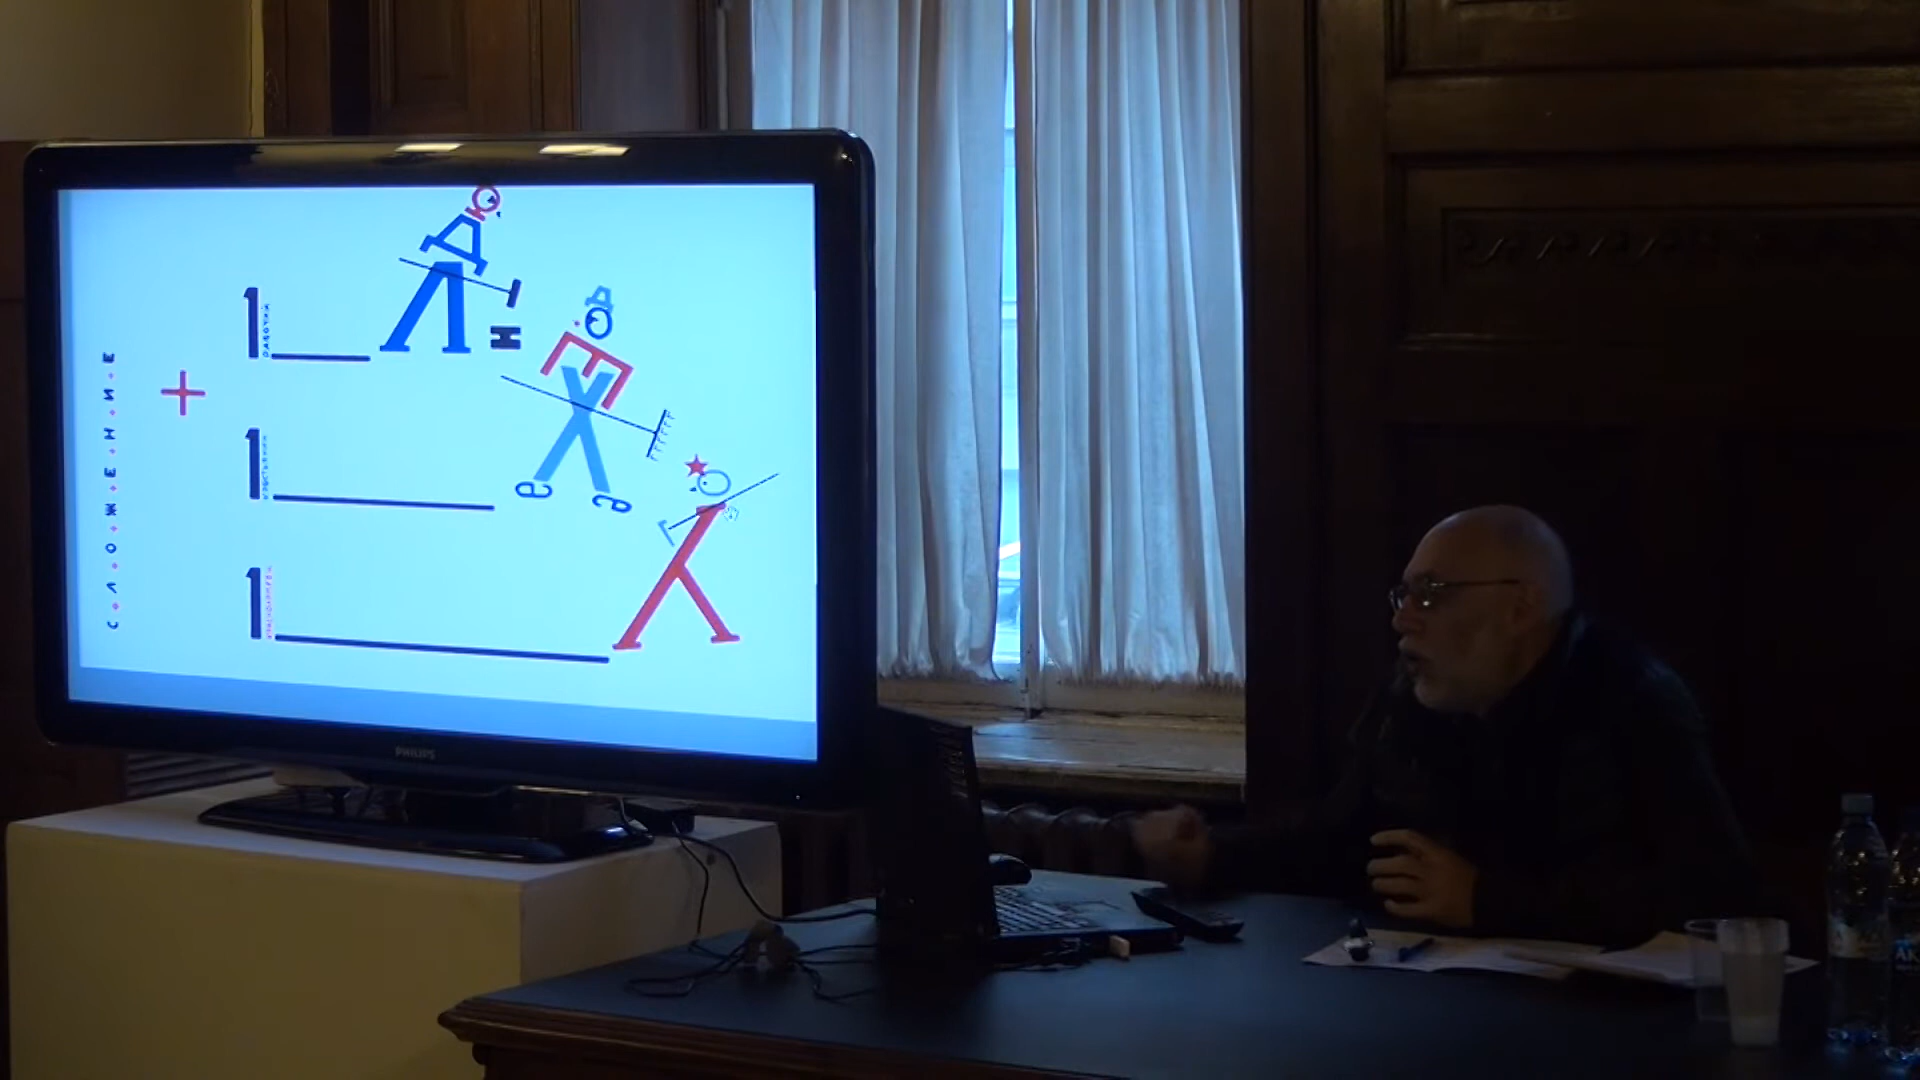 С+Л+О+Ж+Е+Н+И+Е
+
1 РАБОЧИЙ
Ю
Д
Л
И
1 КРЕСТЬЯНИН
Д
О
Е
Х
е е
1 КРАСНОАРМЕЕЦ
PHILIPS